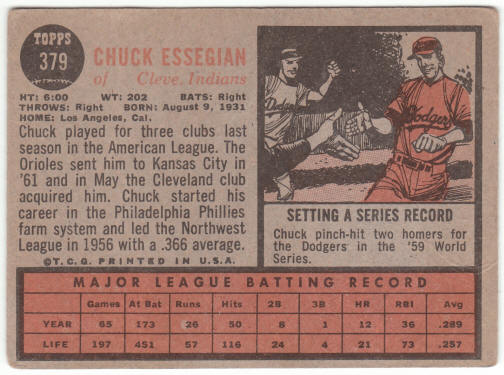 TOPPS
379
CHUCK ESSEGIAN
of Cleve. Indians
HT: 6:00 WT: 202 BATS: Right
THROWS: Right BORN: August 9, 1931
HOME: Los Angeles, Cal.
Chuck played for three clubs last
season in the American League. The
Orioles sent him to Kansas City in
'61 and in May the Cleveland club
acquired him. Chuck started his
career in the Philadelphia Phillies
farm system and led the Northwest
League in 1956 with a .366 average.
©T.C.G. PRINTED IN U.S.A.
Dodgers
SETTING A SERIES RECORD
Chuck pinch-hit two homers for
the Dodgers in the '59 World
Series.
MAJOR LEAGUE BATTING RECORD
Games At Bat Runs Hits 2B 3B HR RBI Avg
YEAR 65 173 26 50 8 1 12 36 .289
LIFE 197 451 57 116 24 4 21 73 .257